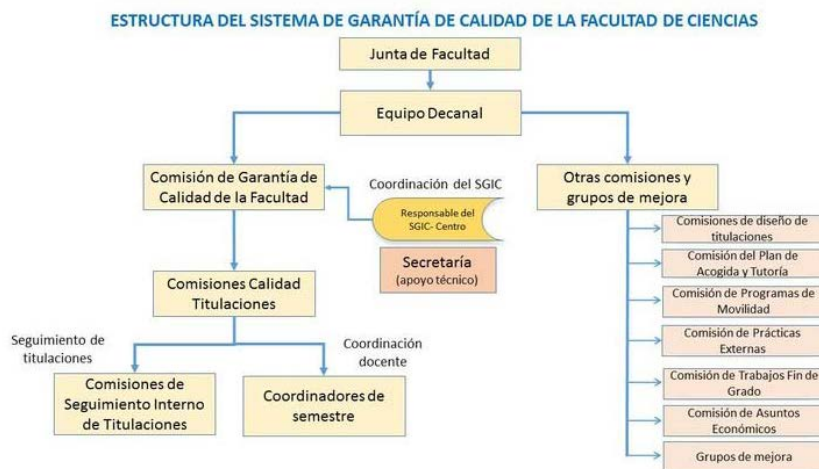 ESTRUCTURA DEL SISTEMA DE GARANTÍA DE CALIDAD DE LA FACULTAD DE CIENCIAS
Junta de Facultad
Equipo Decanal
Comisión de Garantía de
Calidad de la Facultad
Coordinación del SGIC
Responsable del
SGIC- Centro
Secretaría
(apoyo técnico)
Otras comisiones y
grupos de mejora
Comisiones de diseño de
titulaciones
Comisión del Plan de
Acogida y Tutoría
Comisión de Programas de
Movilidad
Comisión de Prácticas
Externas
Comisión de Trabajos Fin de
Grado
Comisión de Asuntos
Económicos
Grupos de mejora
Comisiones Calidad
Titulaciones
Seguimiento de
titulaciones
Coordinación
docente
Comisiones de
Seguimiento Interno
de Titulaciones
Coordinadores de
semestre